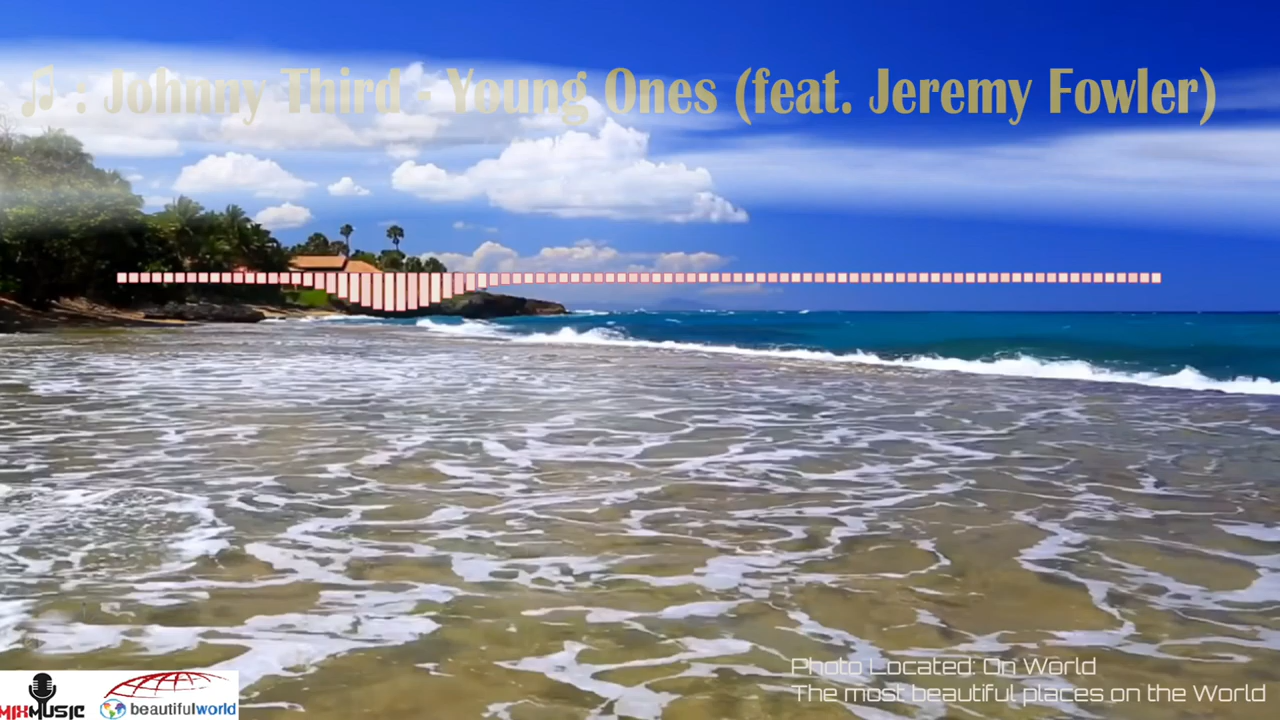 ♫ : Johnny Third - Young Ones (feat. Jeremy Fowler)
Photo Located: On World
The most beautiful places on the World
MIXMUSIC
beautifulworld